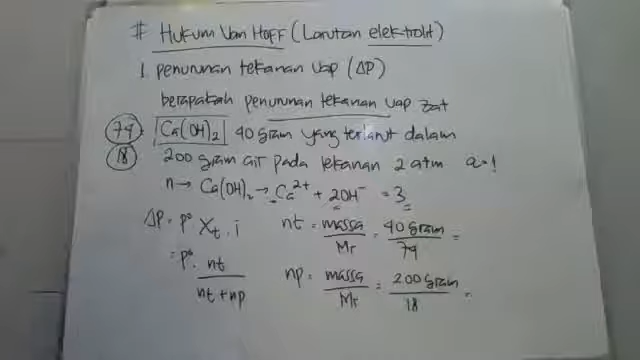 # Hukum Van Hoff (Larutan elektrolit)
1. penurunan tekanan uap (ΔP)
berapakah penurunan tekanan uap zat
74 Ca(OH)₂ 40 gram yang terlarut dalam
18 200 gram air pada tekanan 2 atm α=1
n → Ca(OH)₂ → Ca²⁺ + 2OH⁻ = 3
ΔP = P° Xt . i nt = massa/Mr = 40 gram/74 =
= P° . nt/nt + np np = massa/Mr = 200 gram/18 =